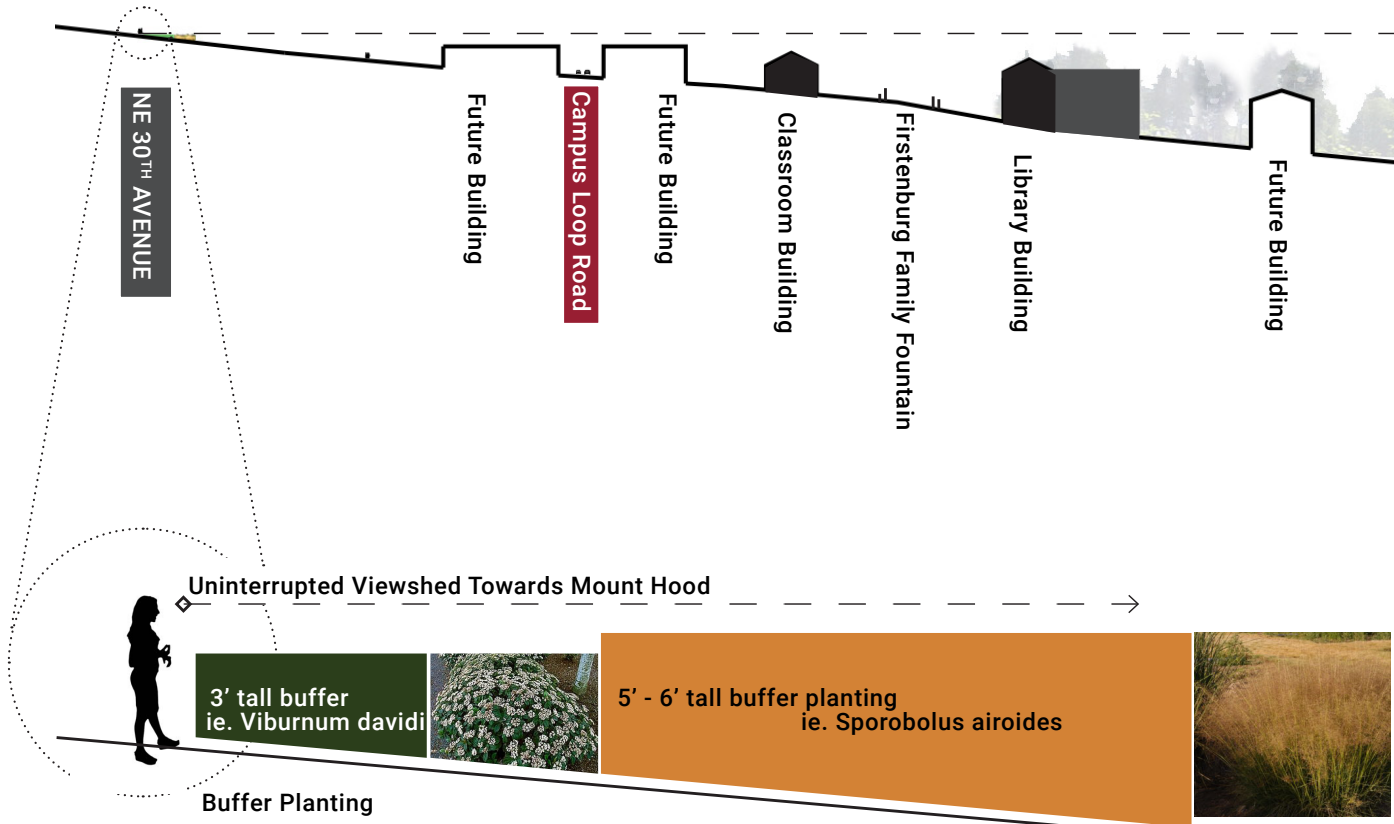 NE 30TH AVENUE
Future Building
Campus Loop Road
Future Building
Classroom Building
Firstenburg Family Fountain
Library Building
Future Building
Uninterrupted Viewshed Towards Mount Hood
3’ tall buffer
ie. Viburnum davidi
5’ - 6’ tall buffer planting
ie. Sporobolus airoides
Buffer Planting